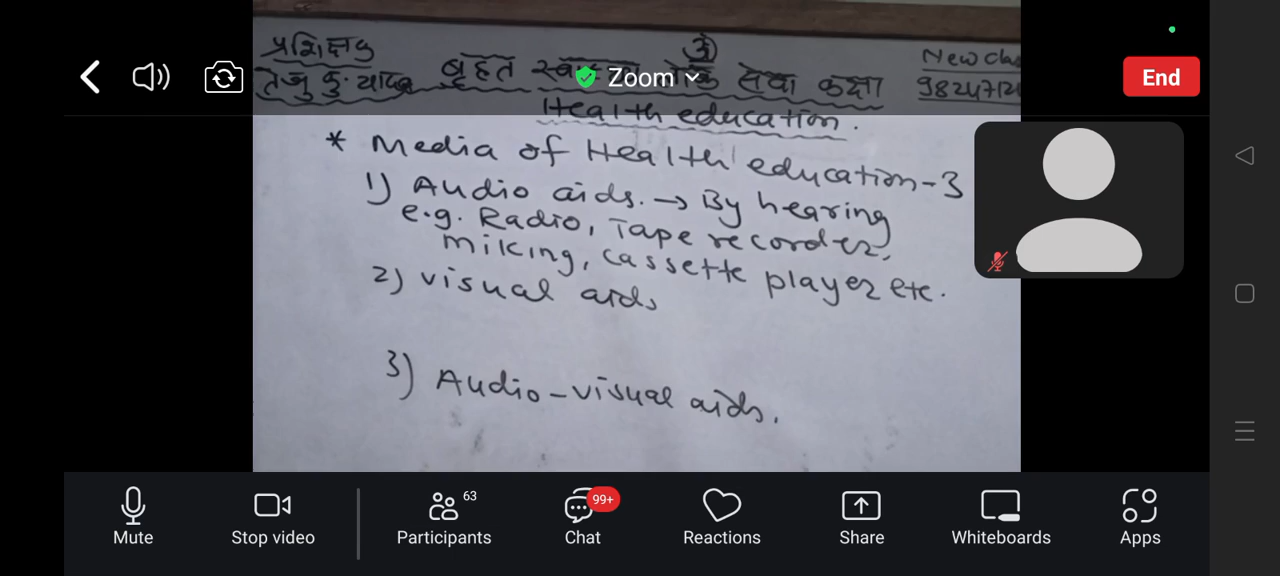 प्रशिक्षक
तेजु कु. यादव
बृहत
लोक सेवा कक्षा
New
Zoom
End
Health education.
* Media of Health education-3
1) Audio aids. → By hearing
e.g. Radio, Tape recorder,
miking, cassette player etc.
2) visual aids
3) Audio-visual aids.
63
99+
Mute
Stop video
Participants
Chat
Reactions
Share
Whiteboards
Apps